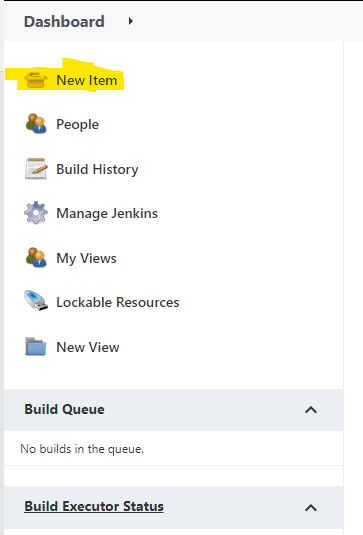 Dashboard
New Item
People
Build History
Manage Jenkins
My Views
Lockable Resources
New View
Build Queue
No builds in the queue.
Build Executor Status